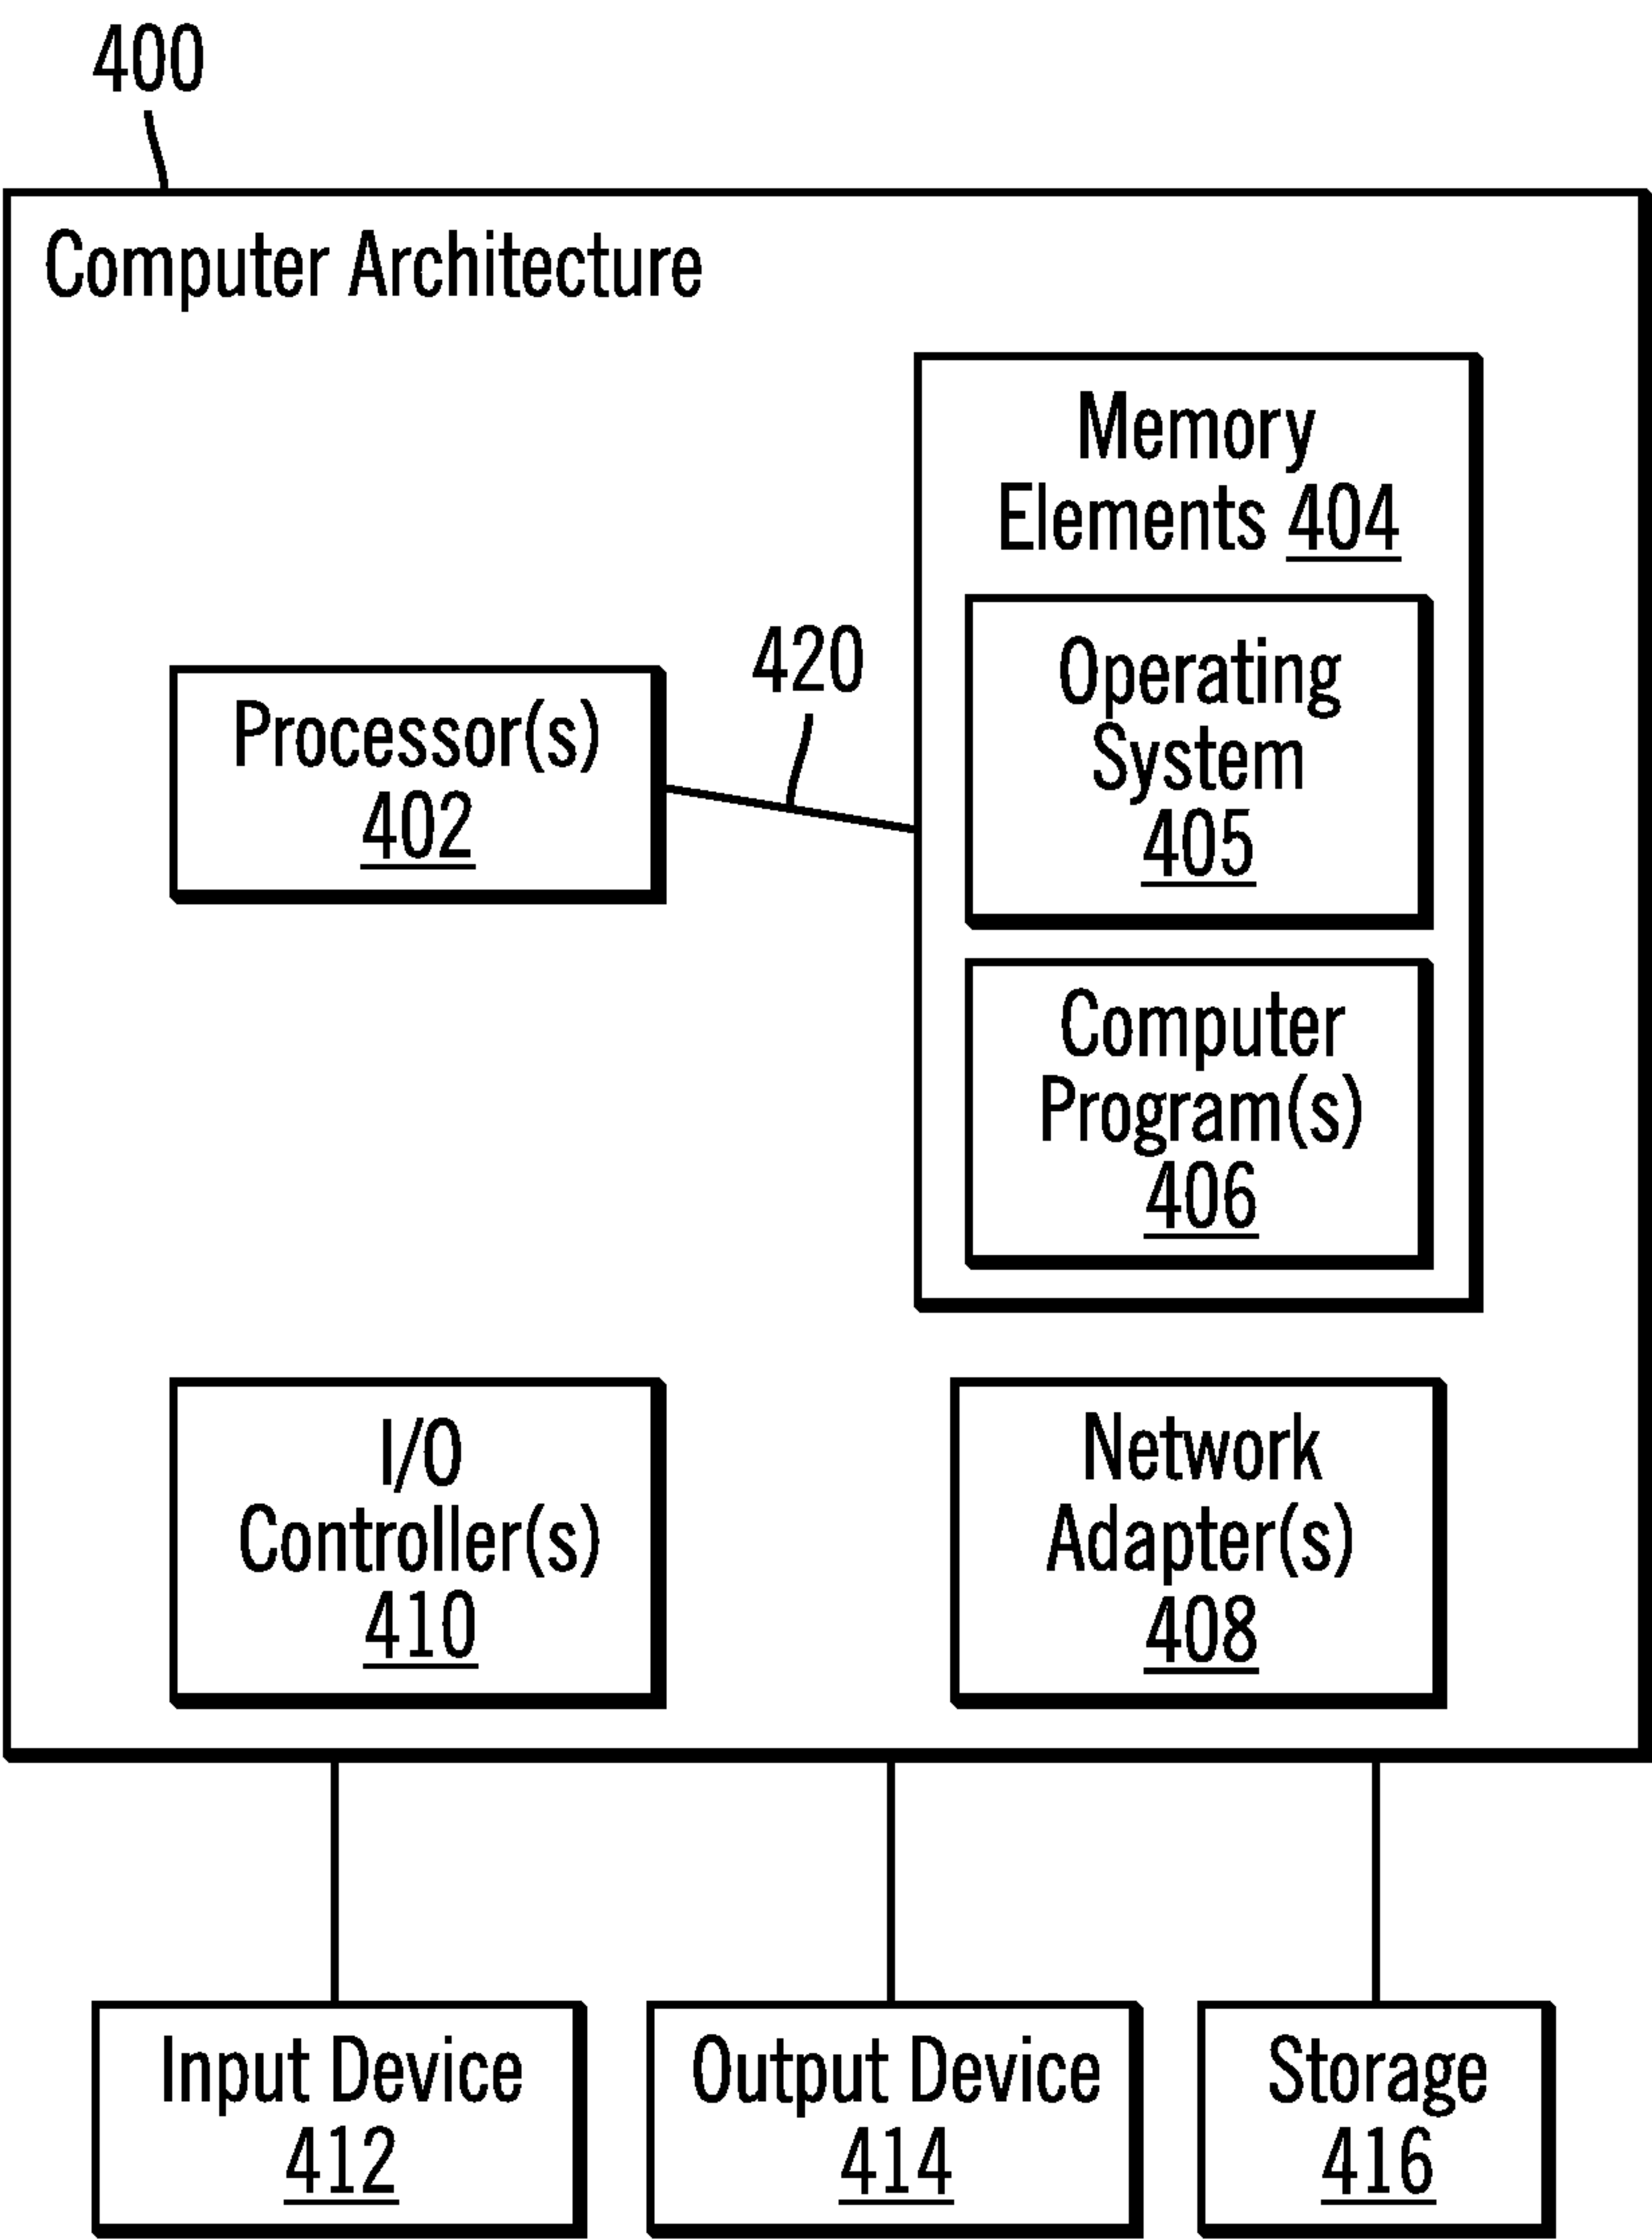 400
Computer Architecture
Memory
Elements 404
Operating
System
405
420
Processor(s)
402
Computer
Program(s)
406
I/O
Controller(s)
410
Network
Adapter(s)
408
Input Device
412
Output Device
414
Storage
416